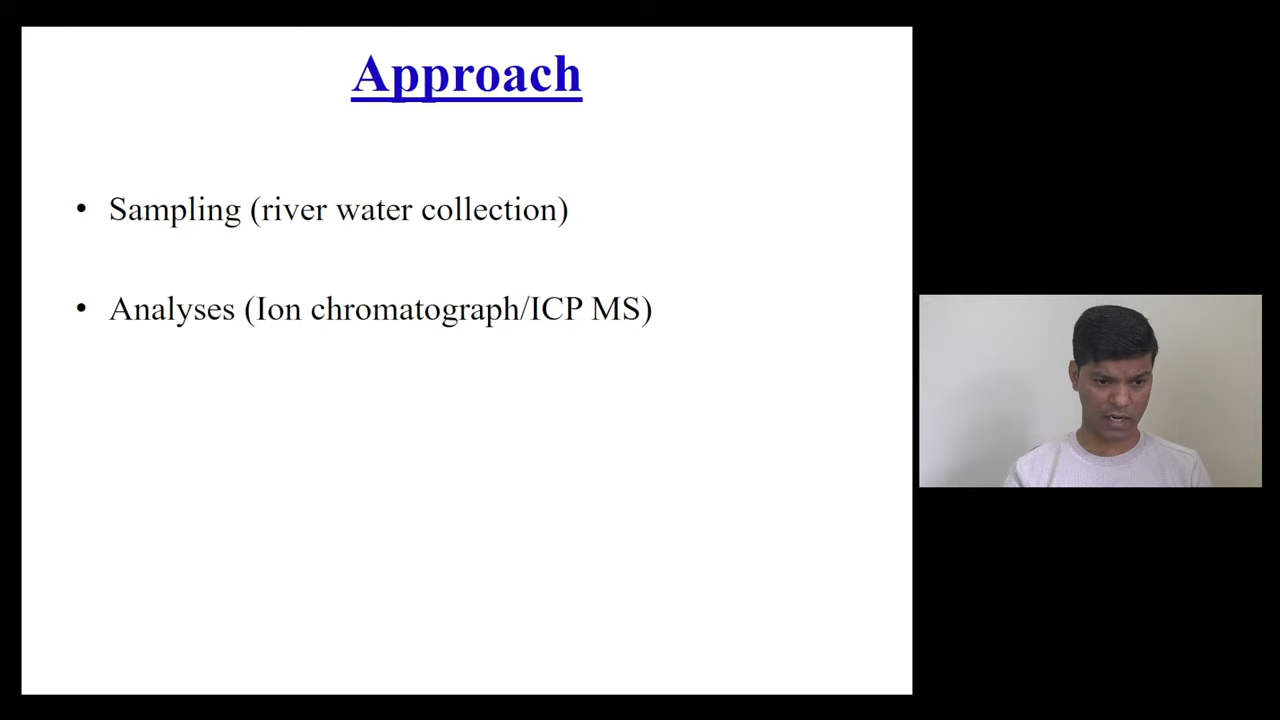 Approach
• Sampling (river water collection)
• Analyses (Ion chromatograph/ICP MS)